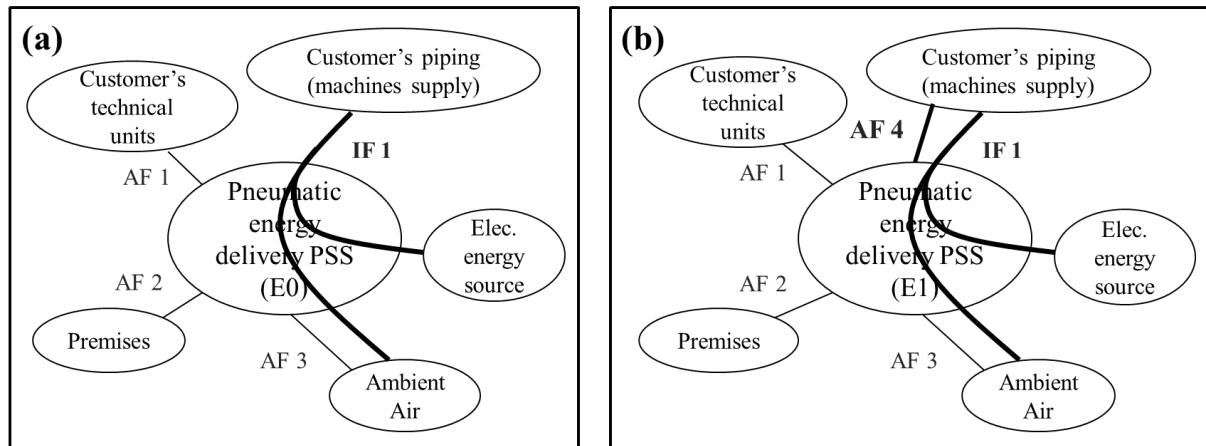 (a)
Customer's piping
(machines supply)
Customer's
technical
units
IF 1
AF 1
Pneumatic
energy
delivery PSS
(E0)
Elec.
energy
source
AF 2
Premises
AF 3
Ambient
Air
(b)
Customer's piping
(machines supply)
Customer's
technical
units
AF 4
IF 1
AF 1
Pneumatic
energy
delivery PSS
(E1)
Elec.
energy
source
AF 2
Premises
AF 3
Ambient
Air